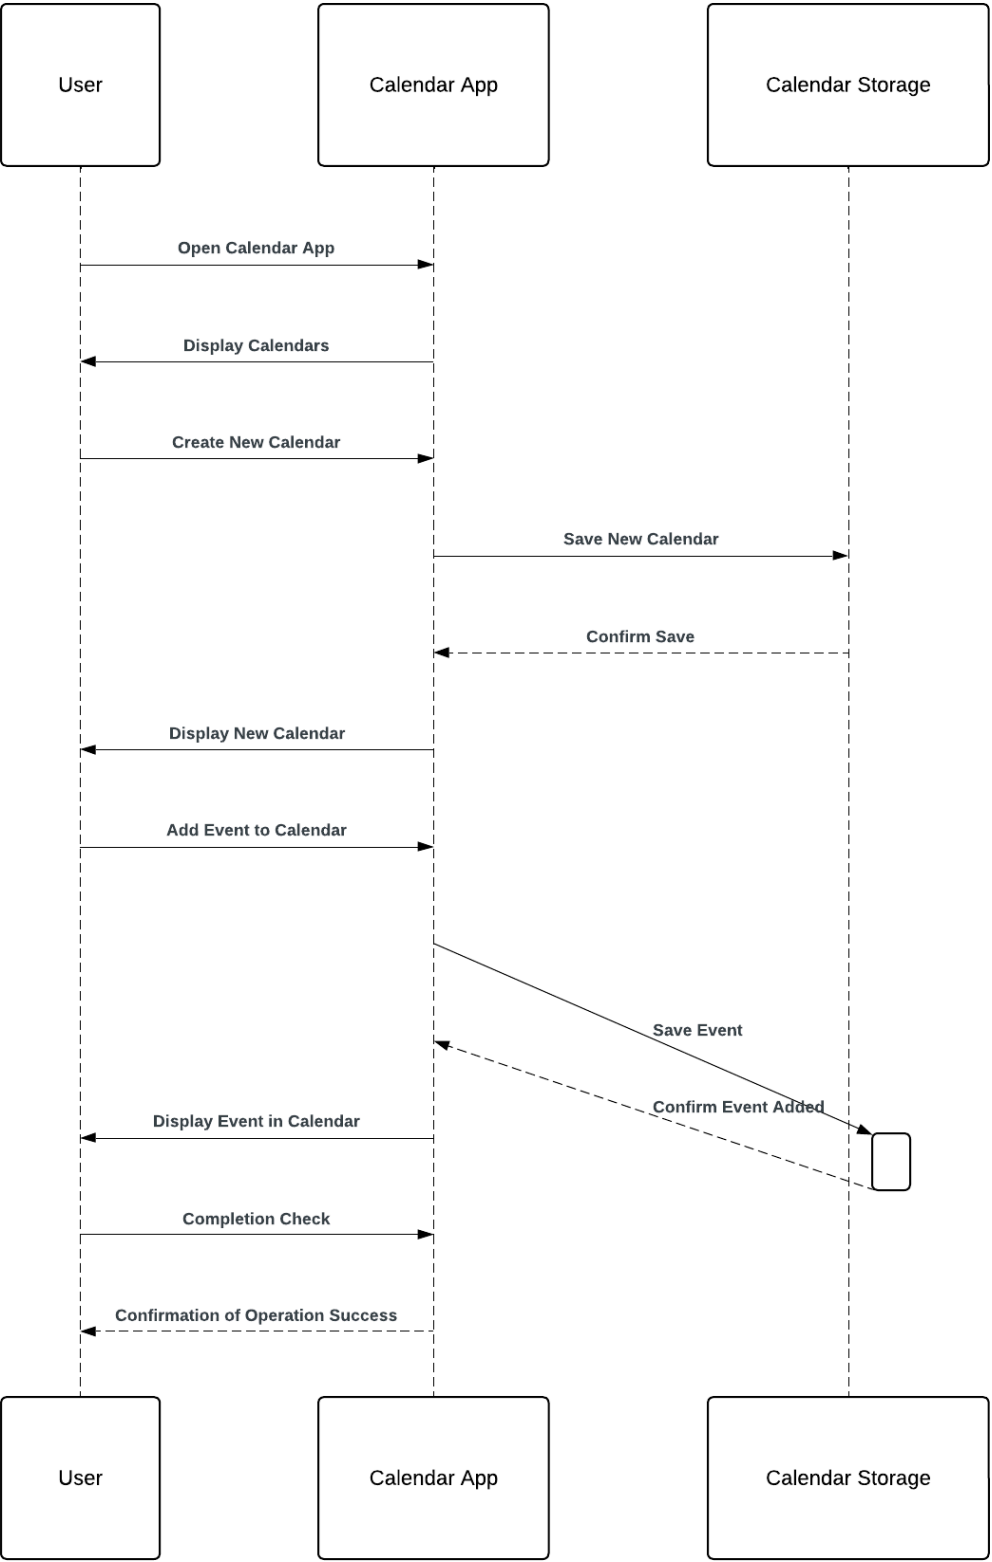 User
Calendar App
Calendar Storage
Open Calendar App
Display Calendars
Create New Calendar
Save New Calendar
Confirm Save
Display New Calendar
Add Event to Calendar
Save Event
Confirm Event Added
Display Event in Calendar
Completion Check
Confirmation of Operation Success
User
Calendar App
Calendar Storage